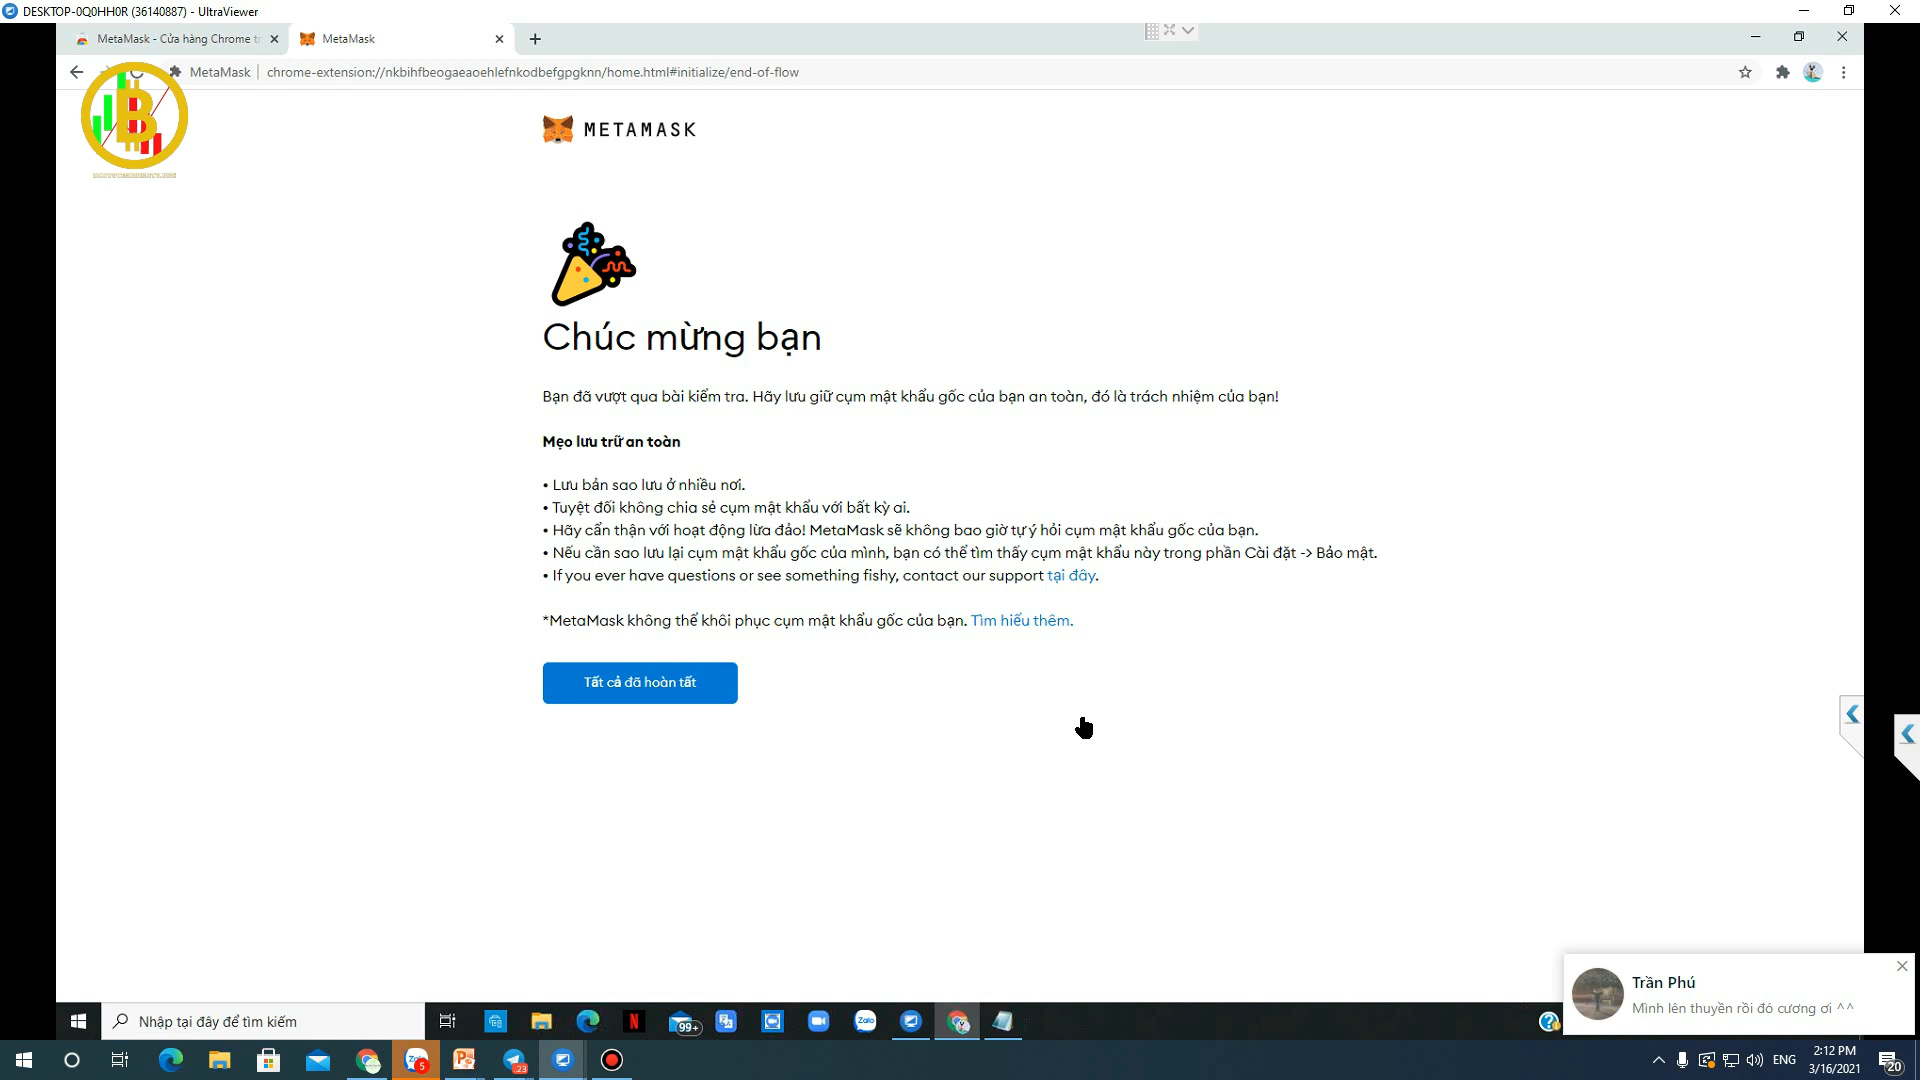 DESKTOP-0Q0HH0R (36140887) - UltraViewer
MetaMask - Cửa hàng Chrome tr
MetaMask
MetaMask
chrome-extension://nkbihfbeogaeaoehlefnkodbefgpgknn/home.html#initialize/end-of-flow
METAMASK
Chúc mừng bạn
Bạn đã vượt qua bài kiểm tra. Hãy lưu giữ cụm mật khẩu gốc của bạn an toàn, đó là trách nhiệm của bạn!
Mẹo lưu trữ an toàn
• Lưu bản sao lưu ở nhiều nơi.
• Tuyệt đối không chia sẻ cụm mật khẩu với bất kỳ ai.
• Hãy cẩn thận với hoạt động lừa đảo! MetaMask sẽ không bao giờ tự ý hỏi cụm mật khẩu gốc của bạn.
• Nếu cần sao lưu lại cụm mật khẩu gốc của mình, bạn có thể tìm thấy cụm mật khẩu này trong phần Cài đặt -> Bảo mật.
• If you ever have questions or see something fishy, contact our support tại đây.
*MetaMask không thể khôi phục cụm mật khẩu gốc của bạn. Tìm hiểu thêm.
Tất cả đã hoàn tất
Trần Phú
Mình lên thuyền rồi đó cương ơi ^^
Nhập tại đây để tìm kiếm
99+
Zalo
5
23
ENG
2:12 PM
3/16/2021
20